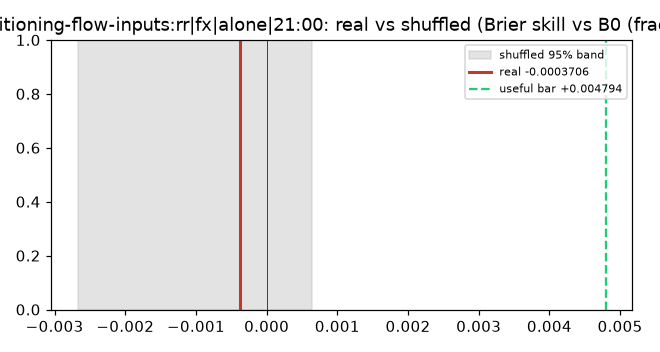 itioning-flow-inputs:rr|fx|alone|21:00: real vs shuffled (Brier skill vs B0 (fra
shuffled 95% band
real -0.0003706
useful bar +0.004794
1.0
0.8
0.6
0.4
0.2
0.0
−0.003 −0.002 −0.001 0.000 0.001 0.002 0.003 0.004 0.005